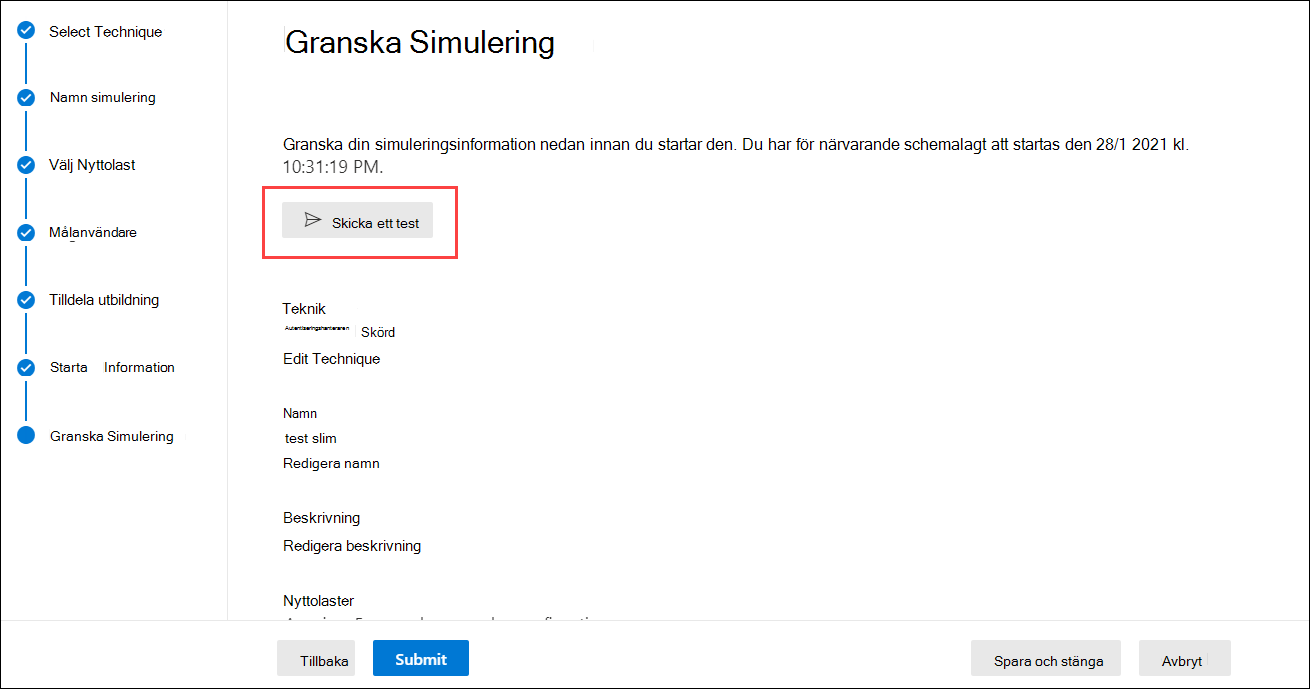 Select Technique
Namn simulering
Välj Nyttolast
Målanvändare
Tilldela utbildning
Starta Information
Granska Simulering
Granska Simulering
Granska din simuleringsinformation nedan innan du startar den. Du har för närvarande schemalagt att startas den 28/1 2021 kl.
10:31:19 PM.
Skicka ett test
Teknik
Autentiseringshanteraren Skörd
Edit Technique
Namn
test slim
Redigera namn
Beskrivning
Redigera beskrivning
Nyttolaster
Tillbaka
Submit
Spara och stänga
Avbryt